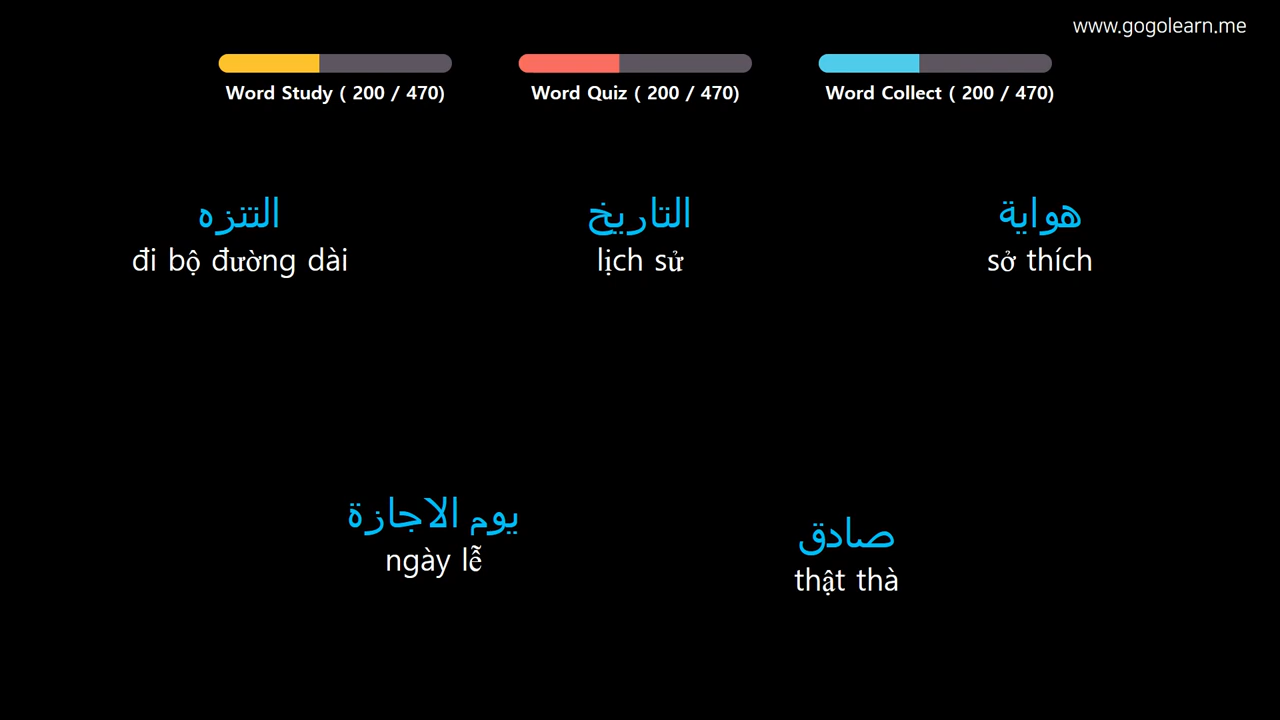 www.gogolearn.me
Word Study ( 200 / 470)
Word Quiz ( 200 / 470)
Word Collect ( 200 / 470)
التنزه
đi bộ đường dài
التاريخ
lịch sử
هواية
sở thích
يوم الاجازة
ngày lễ
صادق
thật thà